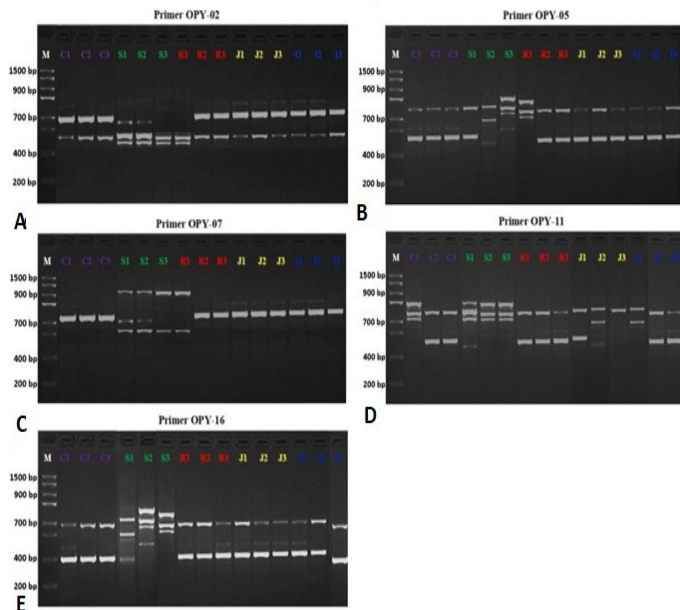 Primer OPY-02
M C1 C2 C3 S1 S2 S3 R1 R2 R3 J1 J2 J3 I1 I2 I3
1500 bp
900 bp
700 bp
400 bp
200 bp
A
Primer OPY-05
M C1 C2 C3 S1 S2 S3 R1 R2 R3 J1 J2 J3 I1 I2 I3
1500 bp
900 bp
700 bp
400 bp
200 bp
B
Primer OPY-07
M C1 C2 C3 S1 S2 S3 R1 R2 R3 J1 J2 J3 I1 I2 I3
1500 bp
900 bp
700 bp
400 bp
200 bp
C
Primer OPY-11
M C1 C2 C3 S1 S2 S3 R1 R2 R3 J1 J2 J3
1500 bp
900 bp
700 bp
400 bp
200 bp
D
Primer OPY-16
M C1 C2 C3 S1 S2 S3 R1 R2 R3 J1 J2 J3
1500 bp
900 bp
700 bp
400 bp
200 bp
E